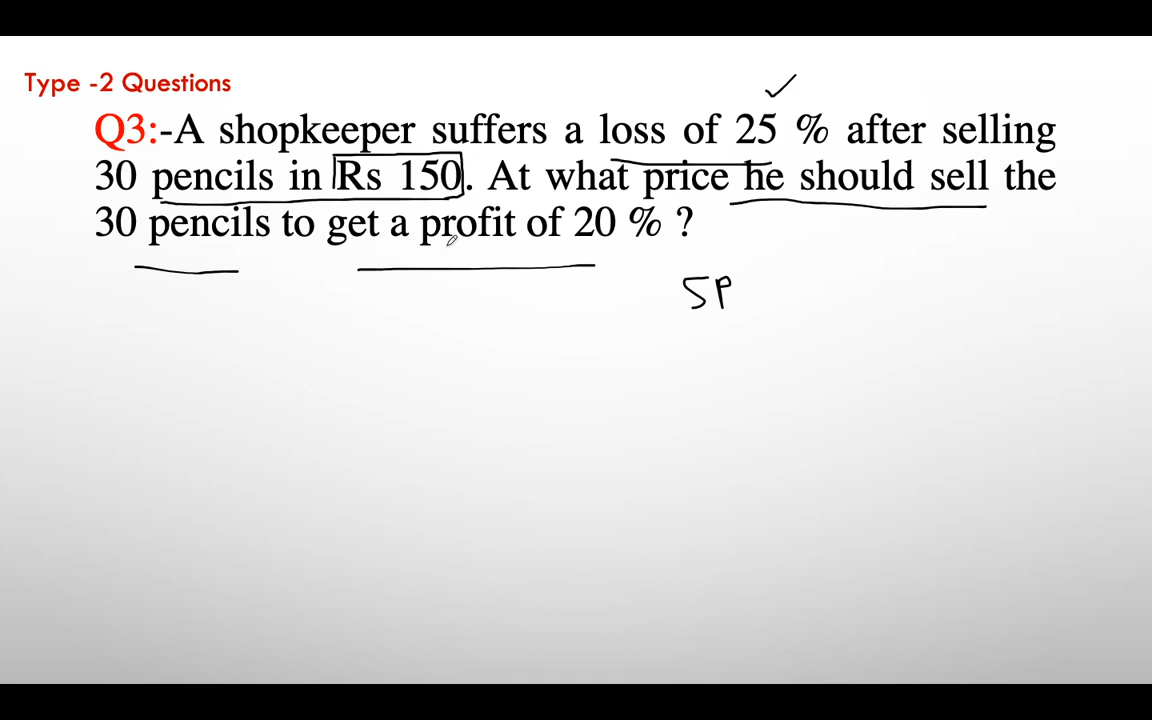 Type -2 Questions
Q3:-A shopkeeper suffers a loss of 25 % after selling
30 pencils in Rs 150. At what price he should sell the
30 pencils to get a profit of 20 % ?
SP